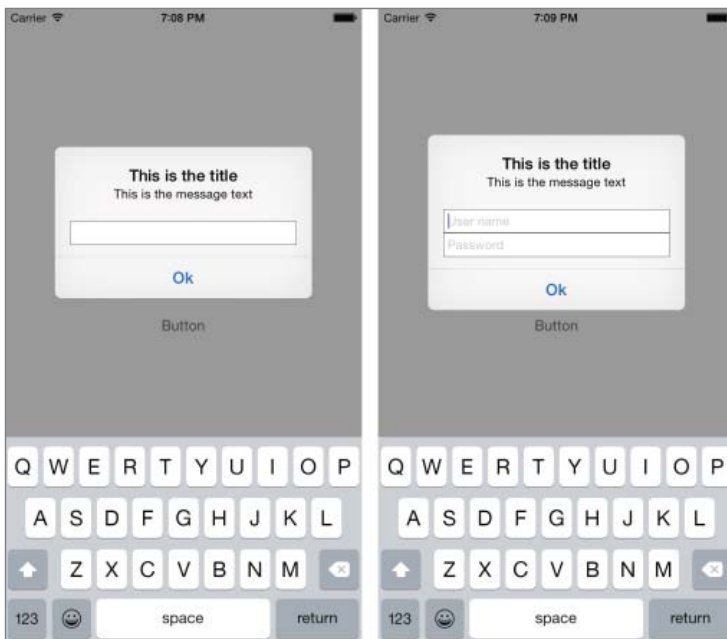 Carrier 7:08 PM
This is the title
This is the message text
Ok
Button
Q W E R T Y U I O P
A S D F G H J K L
Z X C V B N M
123 space return
Carrier 7:09 PM
This is the title
This is the message text
User name
Password
Ok
Button
Q W E R T Y U I O P
A S D F G H J K L
Z X C V B N M
123 space return